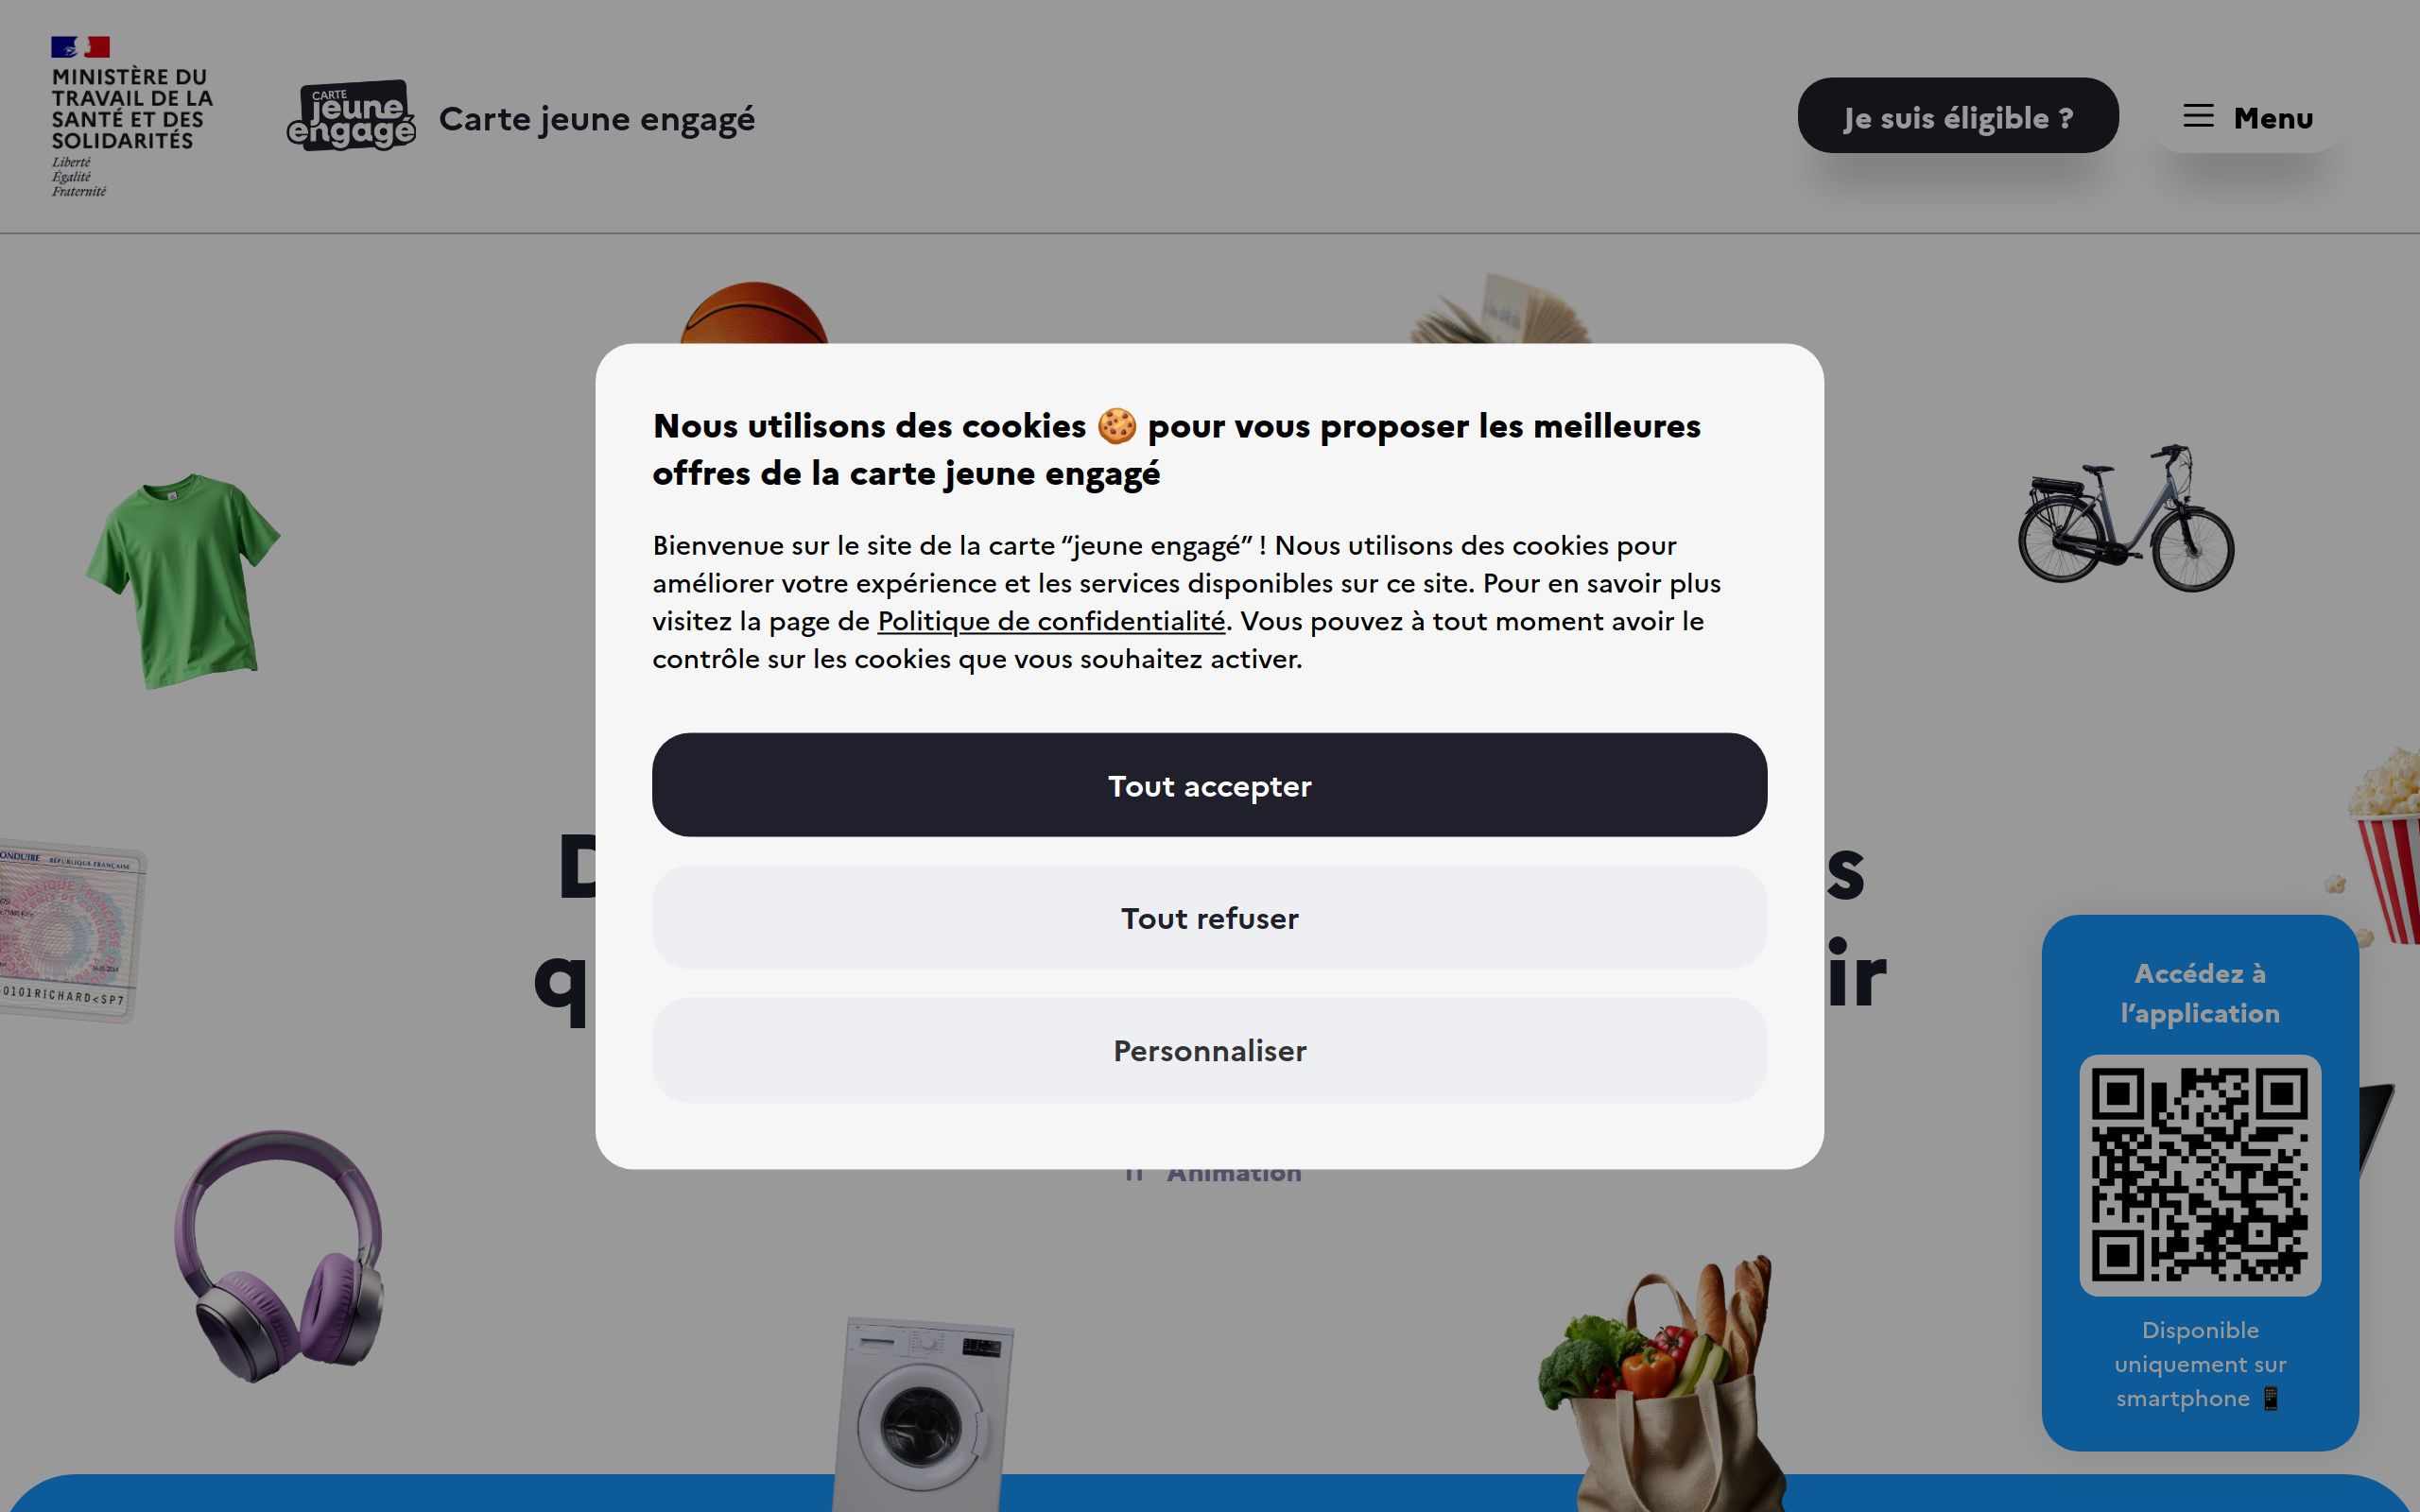 MINISTÈRE DU
TRAVAIL DE LA
SANTÉ ET DES
SOLIDARITÉS
Liberté
Égalité
Fraternité
CARTE
jeune
engagé
Carte jeune engagé
Je suis éligible ?
Menu
Nous utilisons des cookies 🍪 pour vous proposer les meilleures
offres de la carte jeune engagé
Bienvenue sur le site de la carte “jeune engagé” ! Nous utilisons des cookies pour
améliorer votre expérience et les services disponibles sur ce site. Pour en savoir plus
visitez la page de Politique de confidentialité. Vous pouvez à tout moment avoir le
contrôle sur les cookies que vous souhaitez activer.
Tout accepter
Tout refuser
Personnaliser
Animation
ONDUIRE RÉPUBLIQUE FRANÇAISE
0101RICHARD<SP7
Accédez à
l’application
Disponible
uniquement sur
smartphone 📱